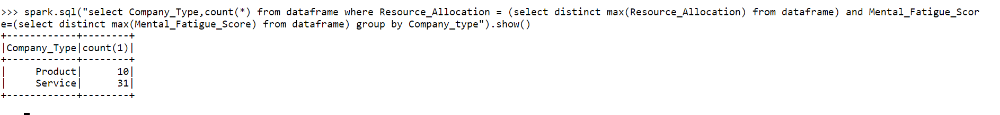 >>> spark.sql("select Company_Type,count(*) from dataframe where Resource_Allocation = (select distinct max(Resource_Allocation) from dataframe) and Mental_Fatigue_Scor
e=(select distinct max(Mental_Fatigue_Score) from dataframe) group by Company_type").show()
+------------+--------+
|Company_Type|count(1)|
+------------+--------+
|     Product|      10|
|     Service|      31|
+------------+--------+